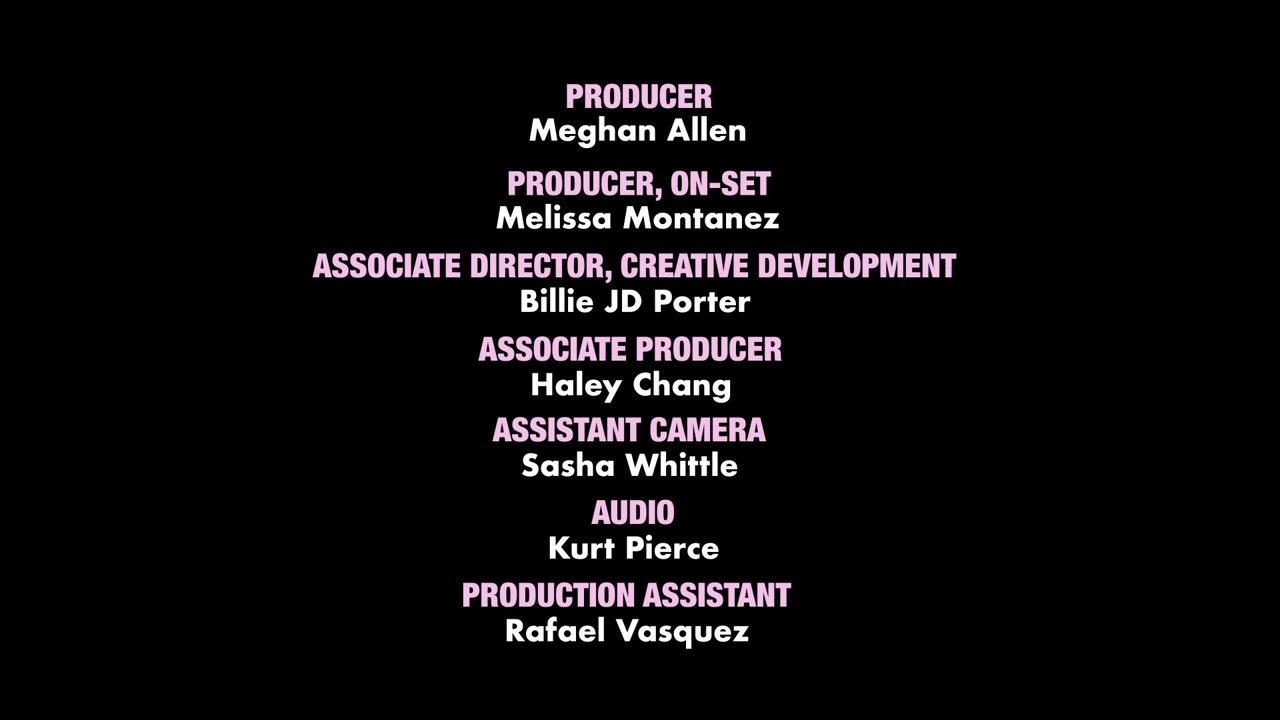 PRODUCER
Meghan Allen
PRODUCER, ON-SET
Melissa Montanez
ASSOCIATE DIRECTOR, CREATIVE DEVELOPMENT
Billie JD Porter
ASSOCIATE PRODUCER
Haley Chang
ASSISTANT CAMERA
Sasha Whittle
AUDIO
Kurt Pierce
PRODUCTION ASSISTANT
Rafael Vasquez